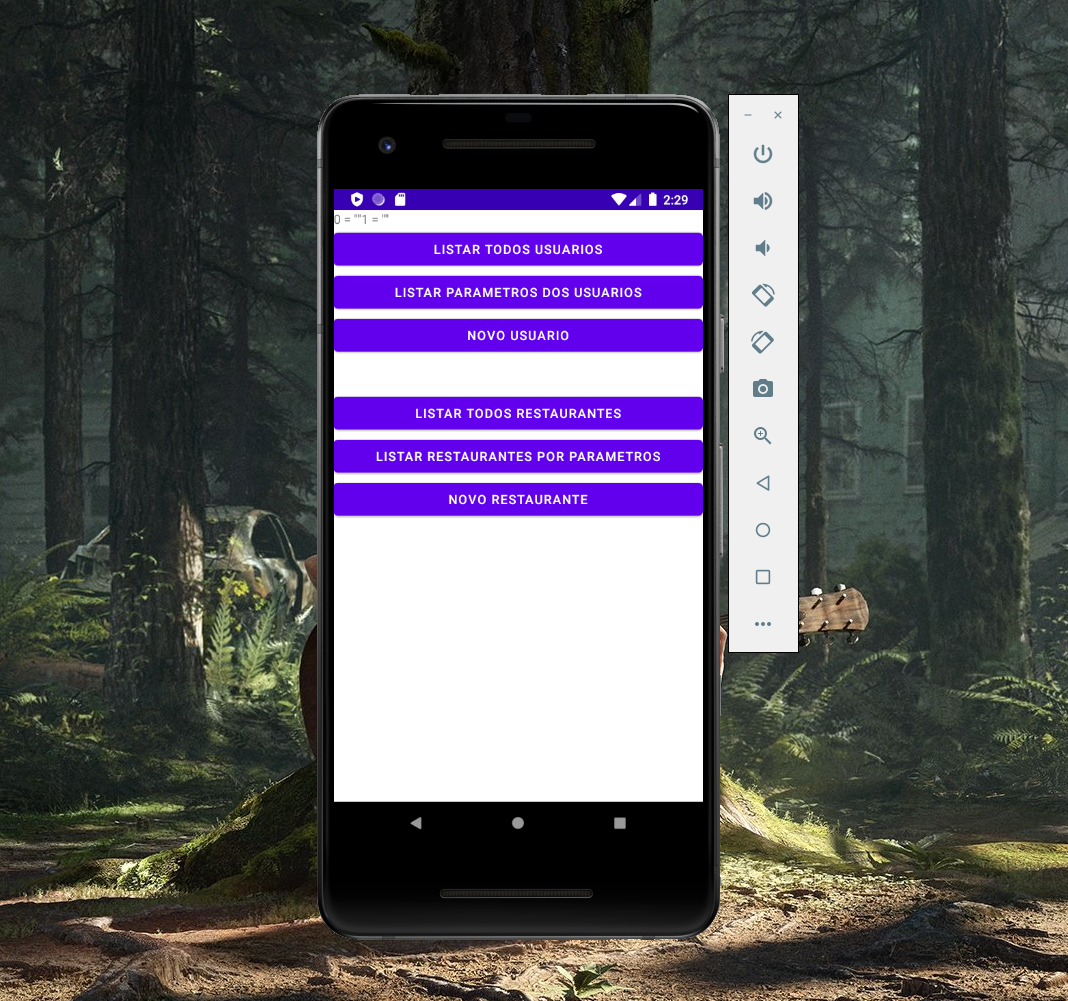 2:29
0 = ""1 = ""
LISTAR TODOS USUARIOS
LISTAR PARAMETROS DOS USUARIOS
NOVO USUARIO
LISTAR TODOS RESTAURANTES
LISTAR RESTAURANTES POR PARAMETROS
NOVO RESTAURANTE